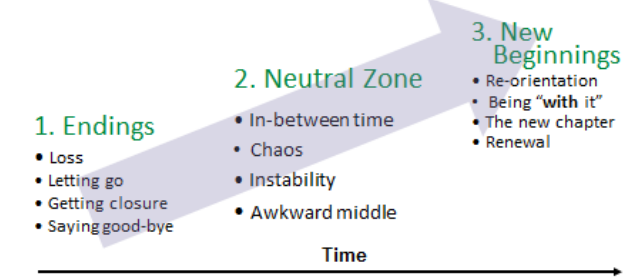 1. Endings
• Loss
• Letting go
• Getting closure
• Saying good-bye
2. Neutral Zone
• In-between time
• Chaos
• Instability
• Awkward middle
3. New
Beginnings
• Re-orientation
• Being “with it”
• The new chapter
• Renewal
Time